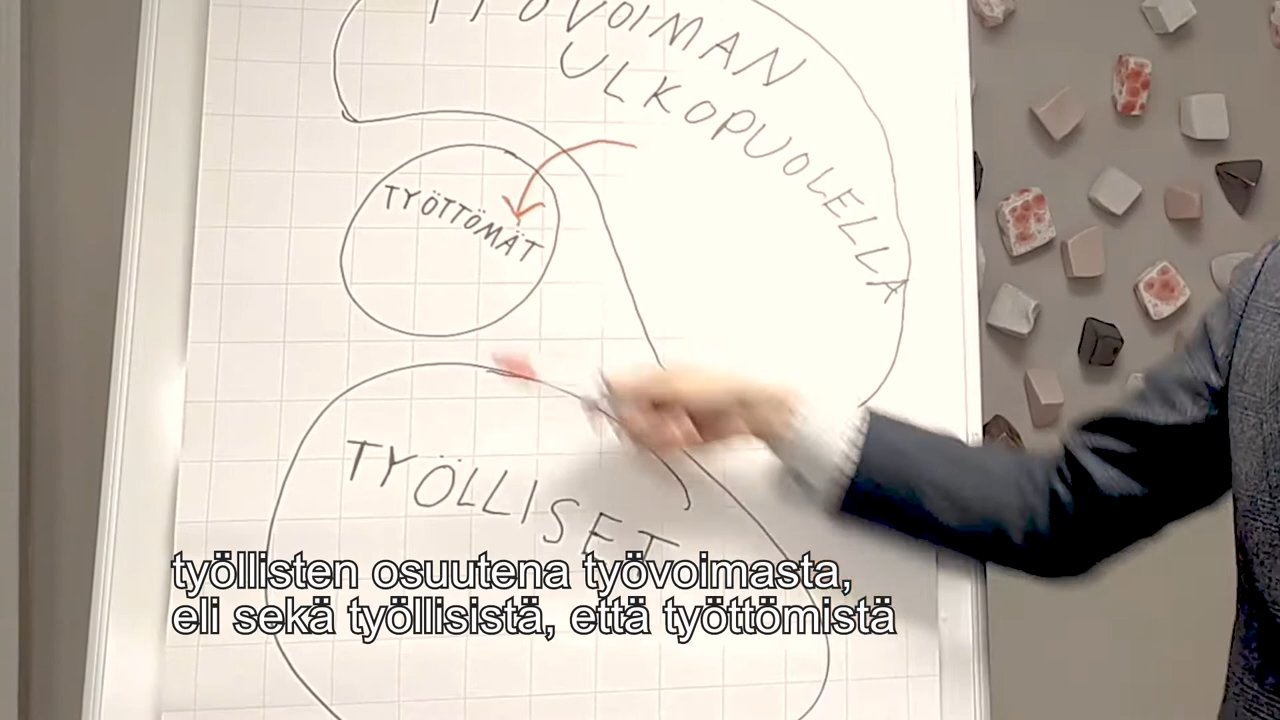 TYÖVOIMAN
ULKOPUOLELLA
TYÖTTÖMÄT
TYÖLLISET
työllisten osuutena työvoimasta,
eli sekä työllisistä, että työttömistä